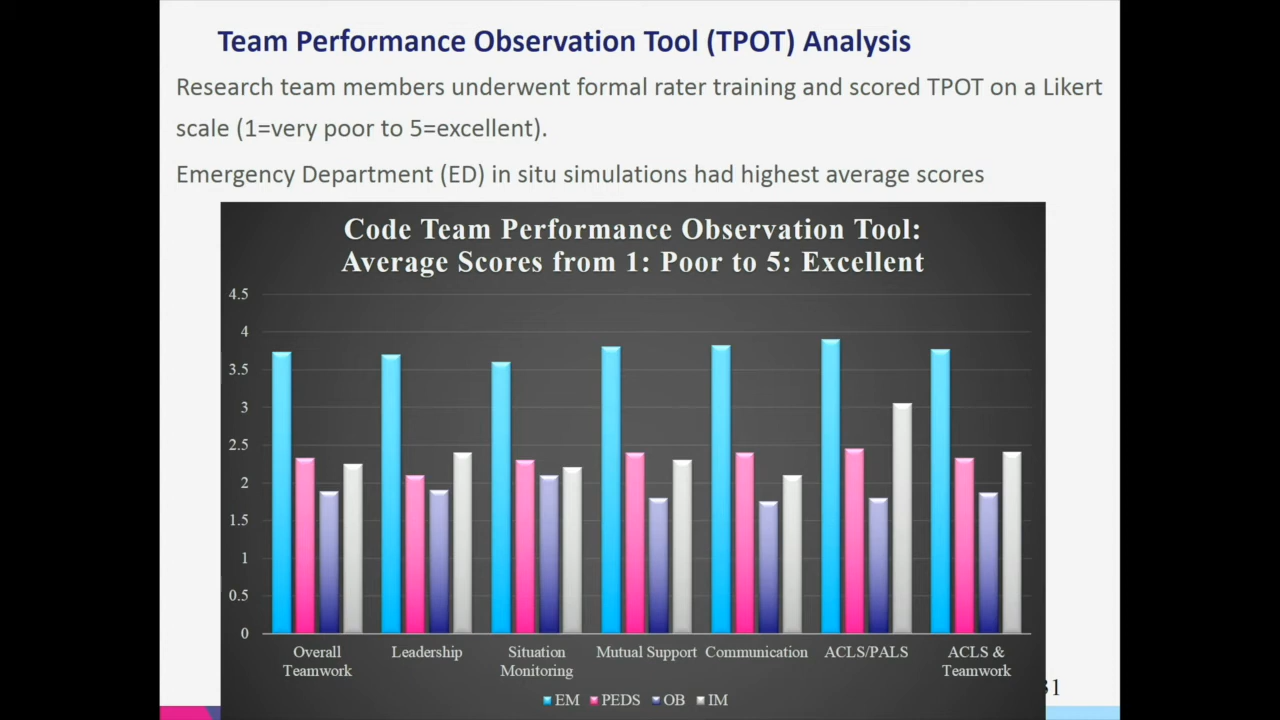 Team Performance Observation Tool (TPOT) Analysis
Research team members underwent formal rater training and scored TPOT on a Likert
scale (1=very poor to 5=excellent).
Emergency Department (ED) in situ simulations had highest average scores
Code Team Performance Observation Tool:
Average Scores from 1: Poor to 5: Excellent
4.5
4
3.5
3
2.5
2
1.5
1
0.5
0
Overall Teamwork
Leadership
Situation Monitoring
Mutual Support
Communication
ACLS/PALS
ACLS & Teamwork
EM PEDS OB IM